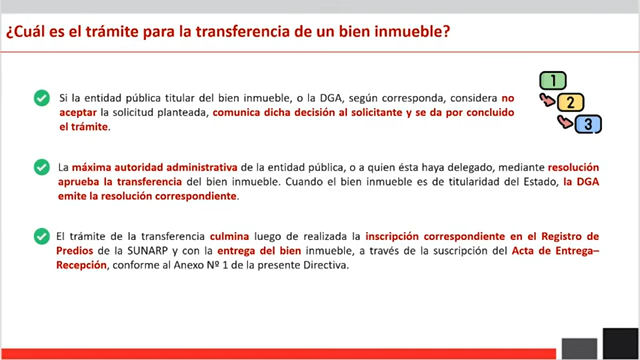 ¿Cuál es el trámite para la transferencia de un bien inmueble?
Si la entidad pública titular del bien inmueble, o la DGA, según corresponda, considera no
aceptar la solicitud planteada, comunica dicha decisión al solicitante y se da por concluido
el trámite.
1
2
3
La máxima autoridad administrativa de la entidad pública, o a quien ésta haya delegado, mediante resolución
aprueba la transferencia del bien inmueble. Cuando el bien inmueble es de titularidad del Estado, la DGA
emite la resolución correspondiente.
El trámite de la transferencia culmina luego de realizada la inscripción correspondiente en el Registro de
Predios de la SUNARP y con la entrega del bien inmueble, a través de la suscripción del Acta de Entrega–
Recepción, conforme al Anexo Nº 1 de la presente Directiva.